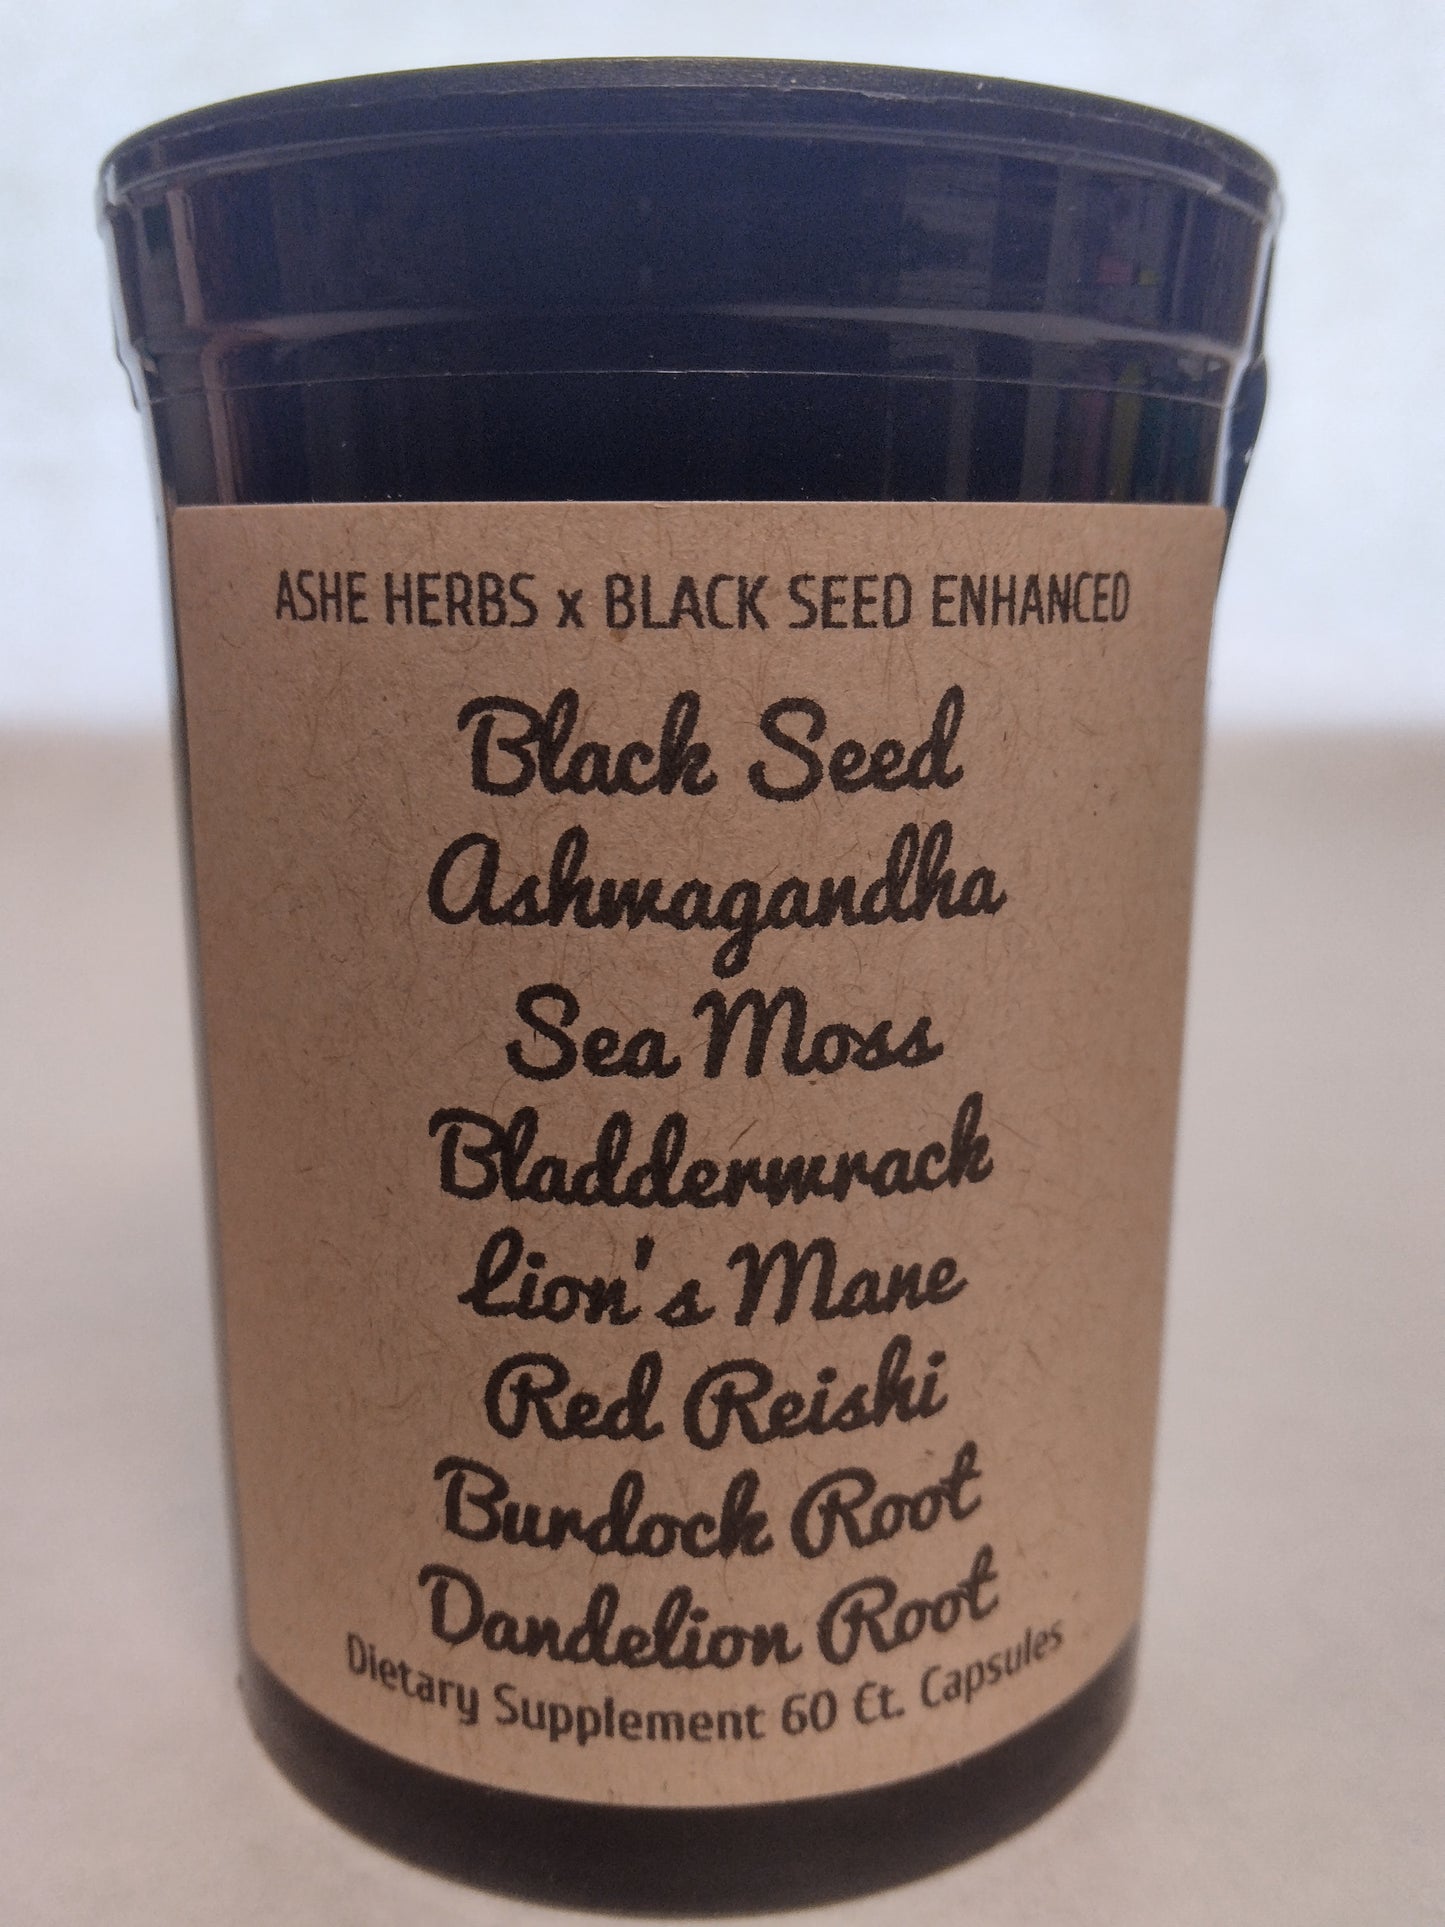 ASHE HERBS x BLACK SEED ENHANCED
Black Seed
Ashwagandha
Sea Moss
Bladderwrack
Lion's Mane
Red Reishi
Burdock Root
Dandelion Root
Dietary Supplement 60 Ct. Capsules